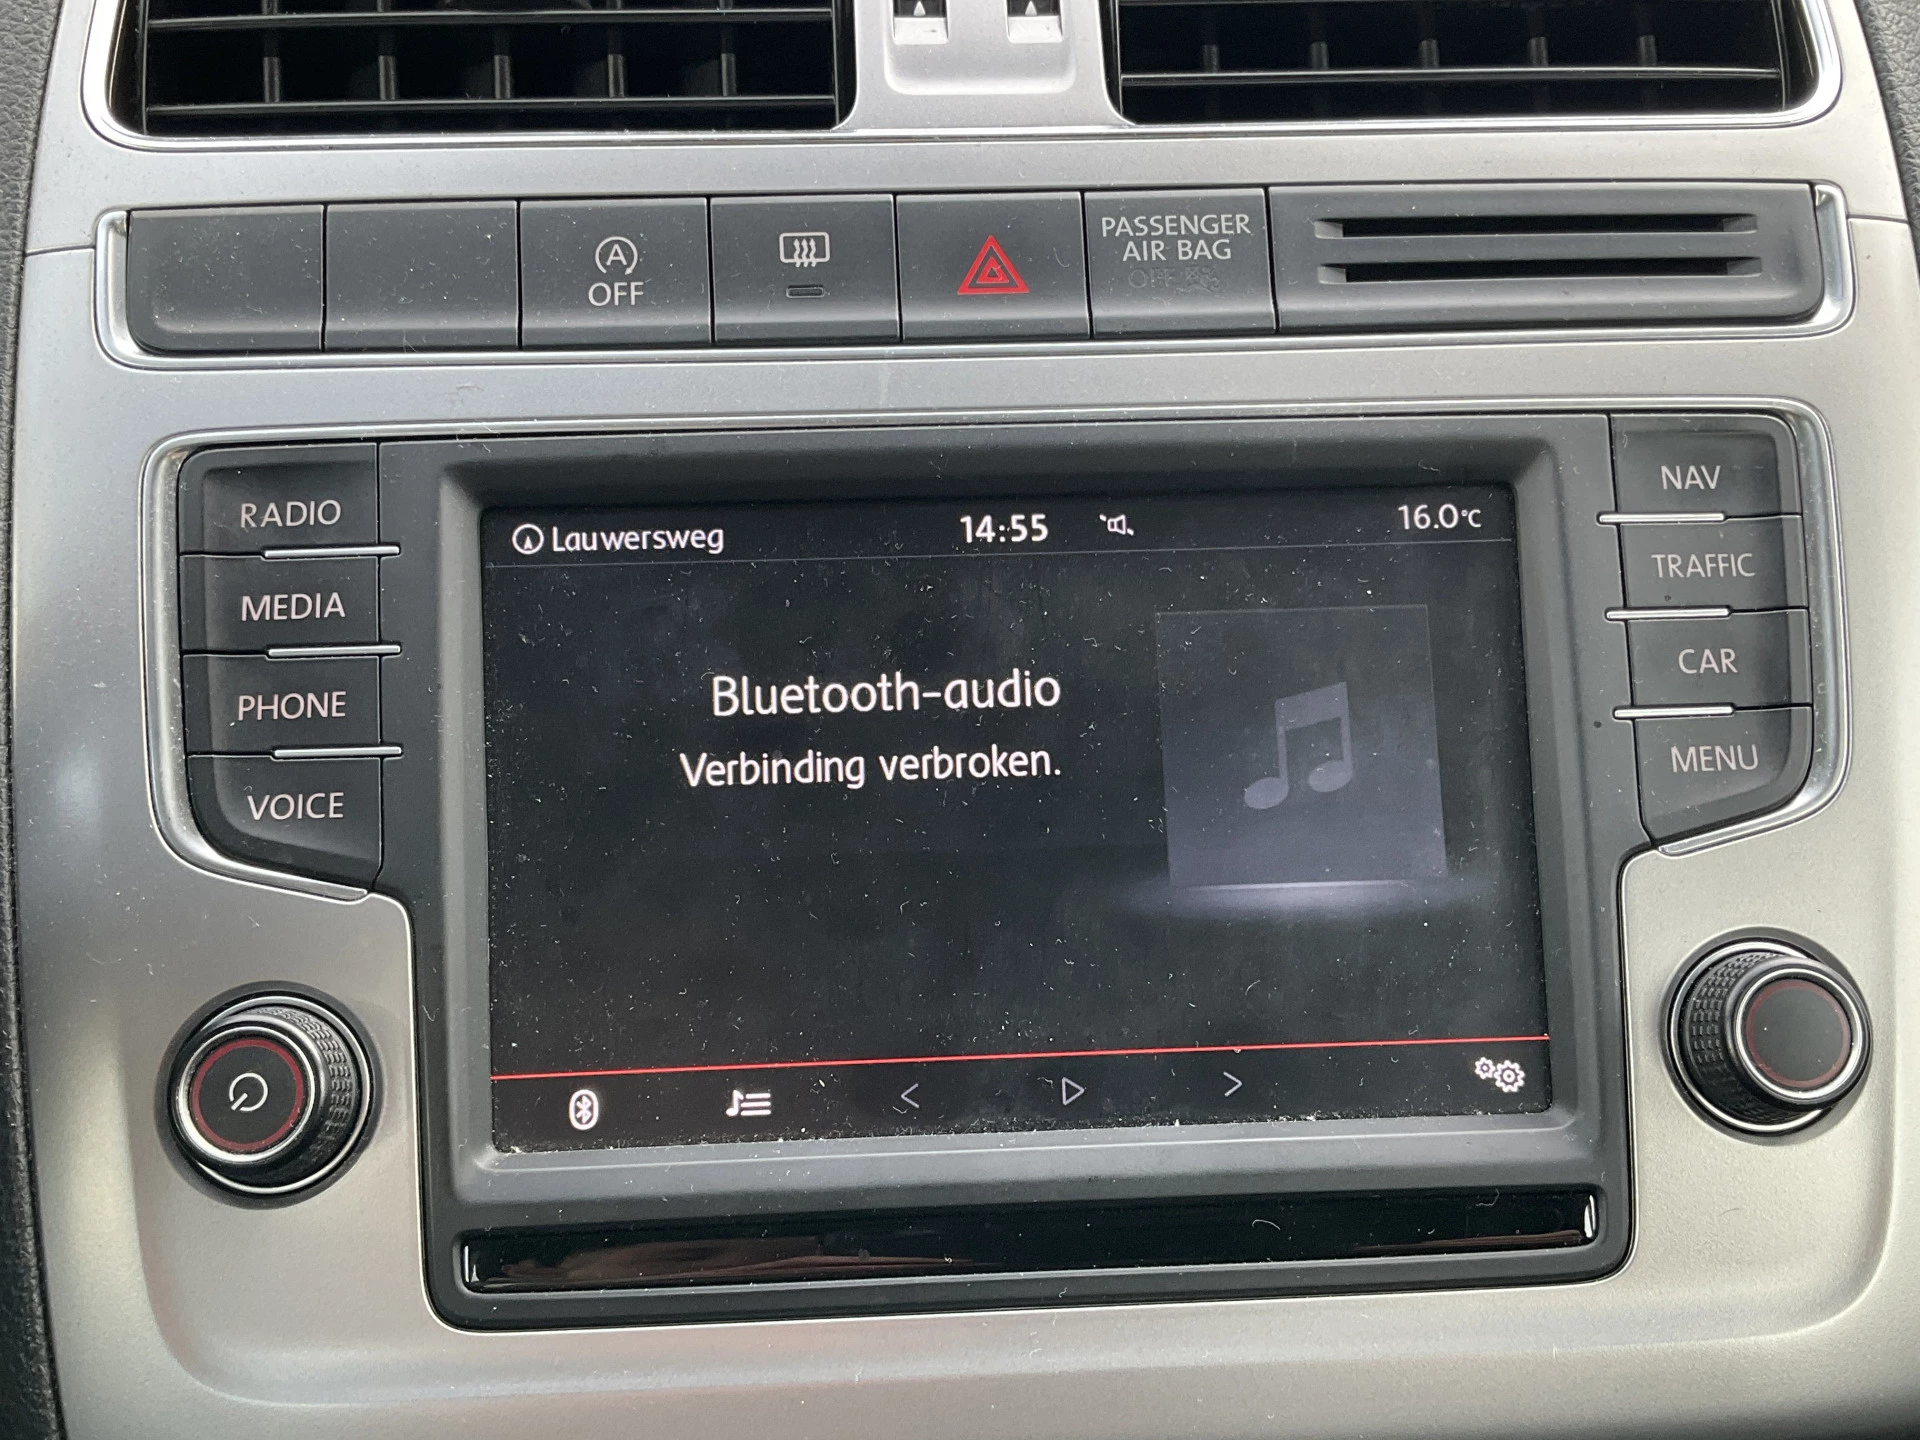 OFF
PASSENGER
AIR BAG
OFF
RADIO
MEDIA
PHONE
VOICE
Lauwersweg
14:55
16.0°C
Bluetooth-audio
Verbinding verbroken.
NAV
TRAFFIC
CAR
MENU